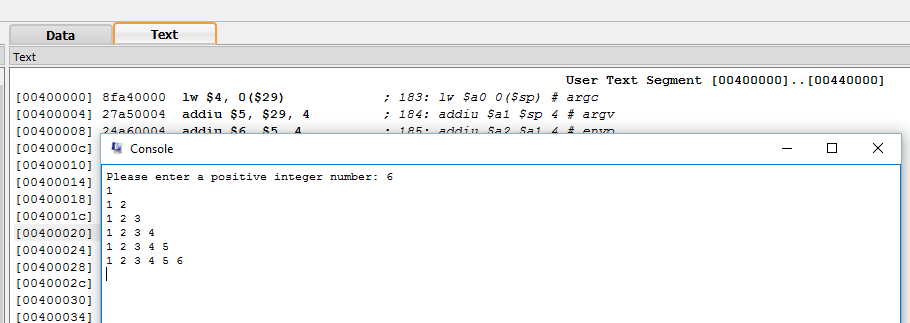 Data Text
Text
User Text Segment [00400000]..[00440000]
[00400000] 8fa40000 lw $4, 0($29) ; 183: lw $a0 0($sp) # argc
[00400004] 27a50004 addiu $5, $29, 4 ; 184: addiu $a1 $sp 4 # argv
[00400008] 24a60004 addiu $6, $5, 4 ; 185: addiu $a2 $a1 4 # envp
[0040000c]
[00400010]
[00400014]
[00400018]
[0040001c]
[00400020]
[00400024]
[00400028]
[0040002c]
[00400030]
[00400034]
Console
Please enter a positive integer number: 6
1
1 2
1 2 3
1 2 3 4
1 2 3 4 5
1 2 3 4 5 6